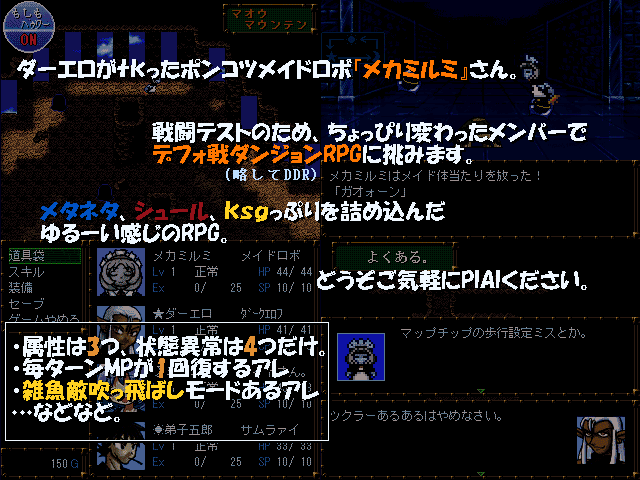 もしも
パゥワー
ON
マオウ
マウンテン
ダーエロがtkったポンコツメイドロボ『メカミルミ』さん。
戦闘テストのため、ちょっぴり変わったメンバーで
デフォ戦ダンジョンRPGに挑みます。
(略してDDR)
メカミルミはメイド体当たりを放った！
「ガオォーン」
メタネタ、シュール、ksgっぷりを詰め込んだ
ゆるーい感じのRPG。
道具袋
スキル
装備
セーブ
ゲームやめる
メカミルミ メイドロボ
Lv 1 正常 HP 44/ 44
Ex 0/ 25 SP 10/ 10
よくある。
どうぞご気軽にPlAIください。
★ダーエロ ダークエロフ
Lv 1 正常 HP 41/ 41
マップチップの歩行設定ミスとか。
・属性は3つ、状態異常は4つだけ。
・毎ターンMPが1回復するアレ
・雑魚敵吹っ飛ばしモードあるアレ
…などなど。
ツクラーあるあるはやめなさい。
弟子五郎 サムラァイ
Lv 1 正常 HP 33/ 33
Ex 0/ 25 SP 10/ 10
150G